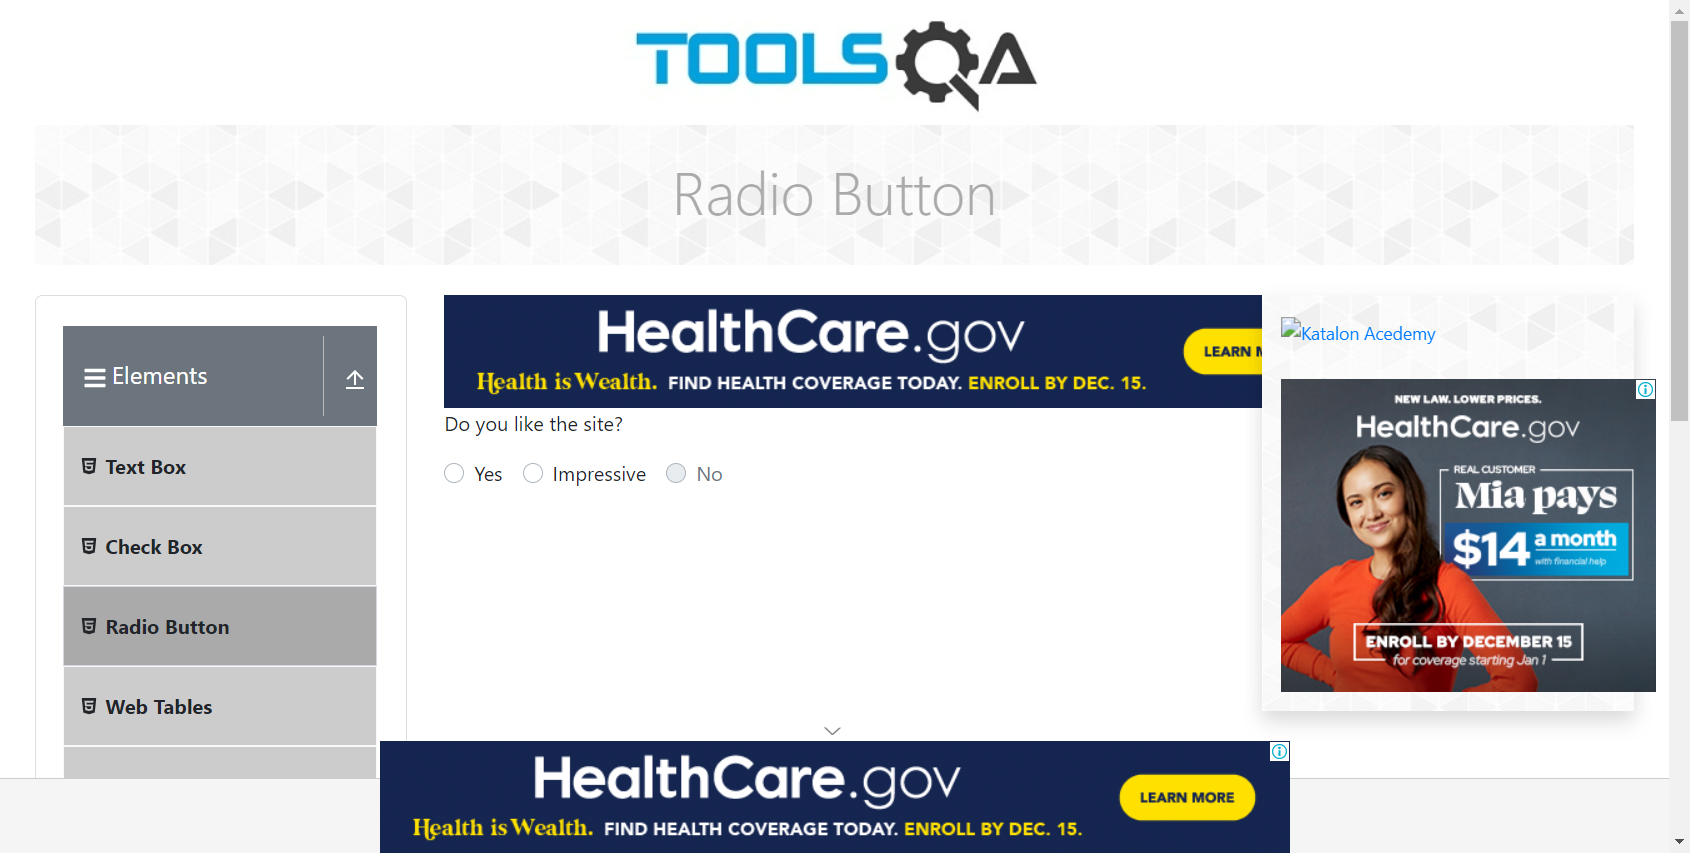 TOOLSQA
Radio Button
Elements
Text Box
Check Box
Radio Button
Web Tables
HealthCare.gov
Health is Wealth. FIND HEALTH COVERAGE TODAY. ENROLL BY DEC. 15.
LEARN M
Do you like the site?
Yes
Impressive
No
Katalon Acedemy
NEW LAW. LOWER PRICES.
HealthCare.gov
REAL CUSTOMER
Mia pays
$14 a month
with financial help
ENROLL BY DECEMBER 15
for coverage starting Jan 1
HealthCare.gov
Health is Wealth. FIND HEALTH COVERAGE TODAY. ENROLL BY DEC. 15.
LEARN MORE